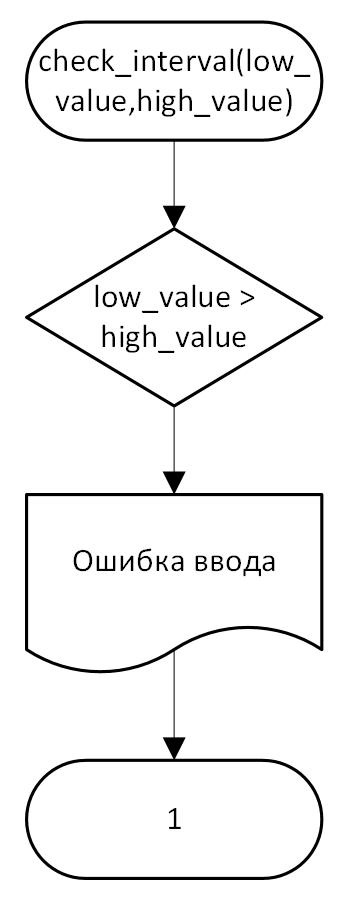 check_interval(low_
value,high_value)
low_value >
high_value
Ошибка ввода
1